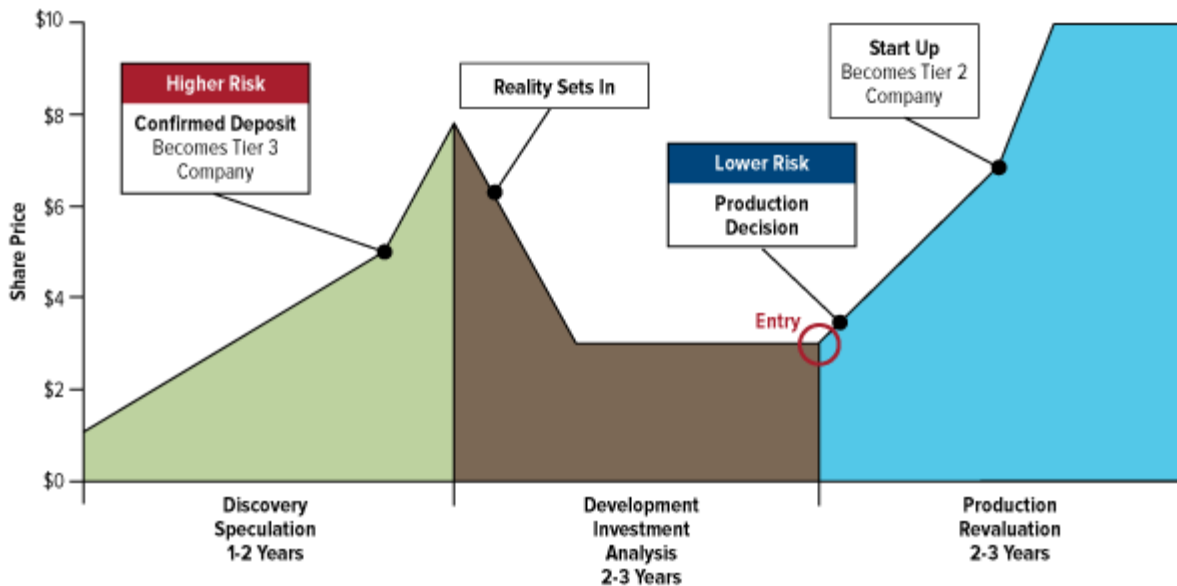 $10
$8
$6
$4
$2
$0
Share Price
Higher Risk
Confirmed Deposit
Becomes Tier 3
Company
Reality Sets In
Entry
Lower Risk
Production
Decision
Start Up
Becomes Tier 2
Company
Discovery
Speculation
1-2 Years
Development
Investment
Analysis
2-3 Years
Production
Revaluation
2-3 Years